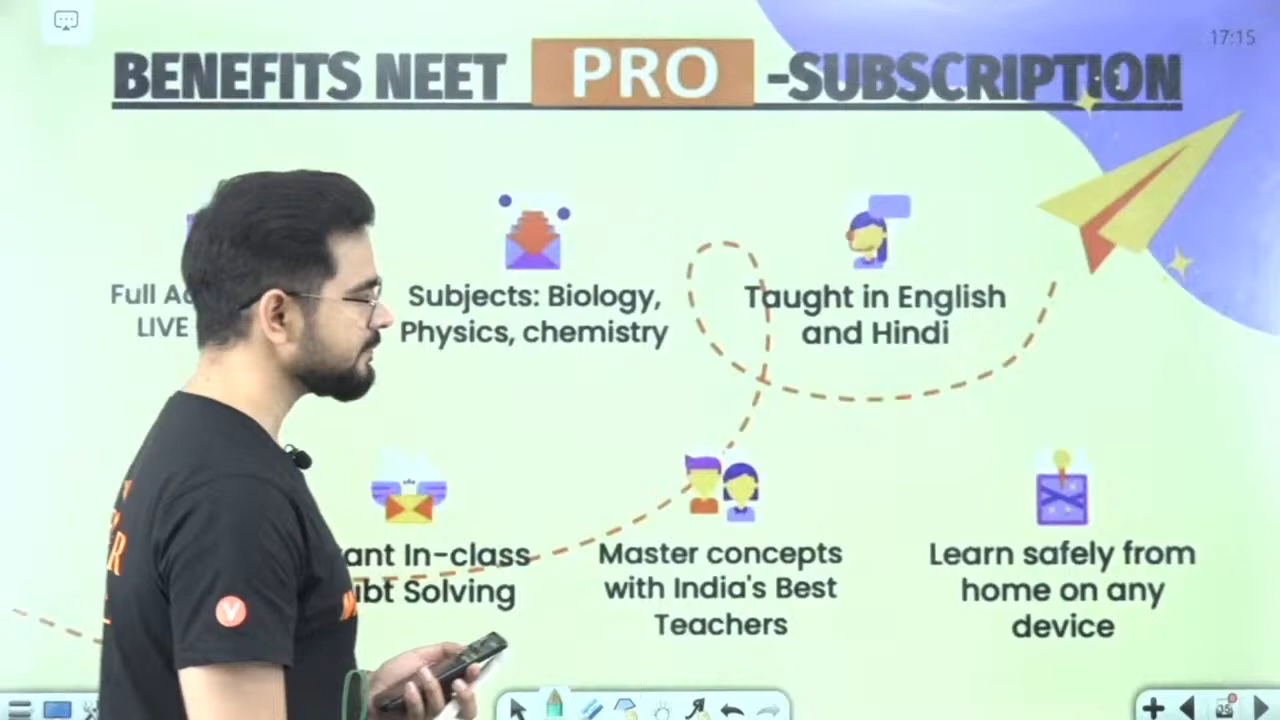 17:15
BENEFITS NEET PRO -SUBSCRIPTION
Full
LIVE
Subjects: Biology,
Physics, chemistry
Taught in English
and Hindi
In-class
Solving
Master concepts
with India's Best
Teachers
Learn safely from
home on any
device
V